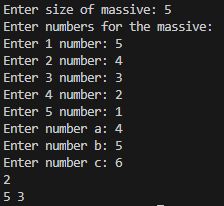 Enter size of massive: 5
Enter numbers for the massive:
Enter 1 number: 5
Enter 2 number: 4
Enter 3 number: 3
Enter 4 number: 2
Enter 5 number: 1
Enter number a: 4
Enter number b: 5
Enter number c: 6
2
5 3